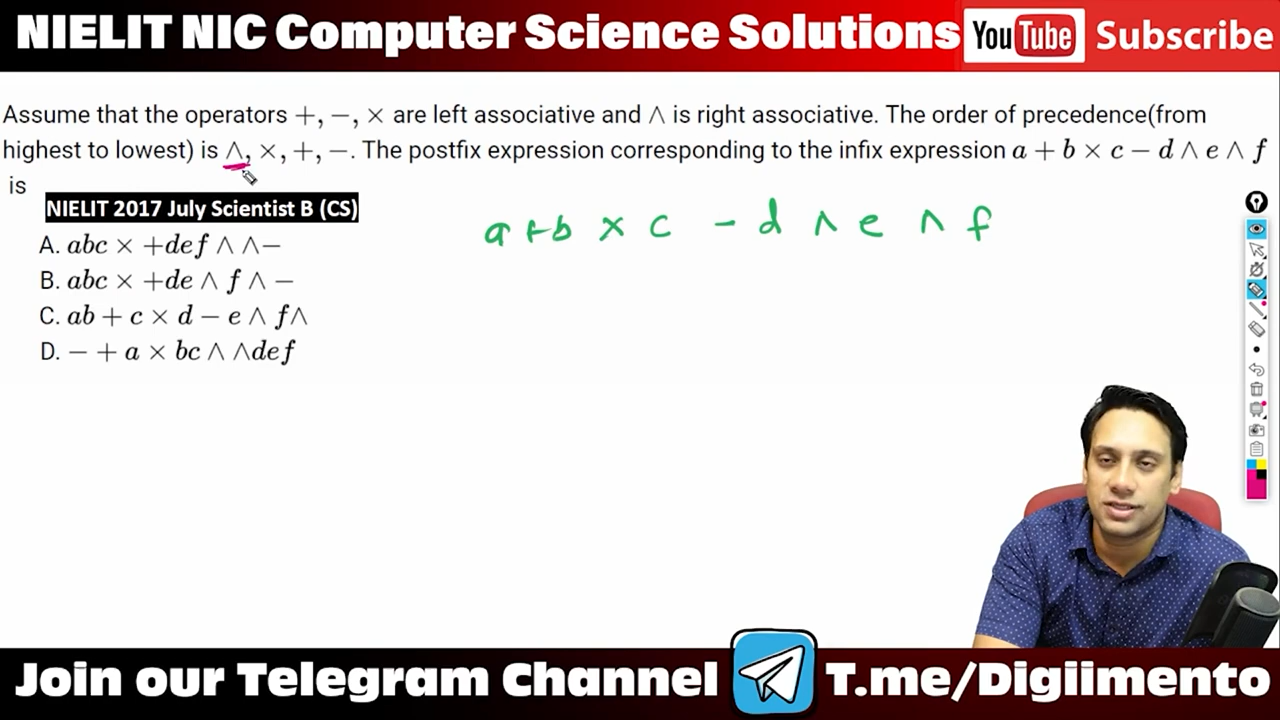 NIELIT NIC Computer Science Solutions YouTube Subscribe
Assume that the operators +, −, × are left associative and ∧ is right associative. The order of precedence(from
highest to lowest) is ∧, ×, +, −. The postfix expression corresponding to the infix expression a + b × c − d ∧ e ∧ f
is
NIELIT 2017 July Scientist B (CS)
a+b × c − d ∧ e ∧ f
A. abc × +def ∧ ∧−
B. abc × +de ∧ f ∧ −
C. ab + c × d − e ∧ f∧
D. − + a × bc ∧ ∧def
Join our Telegram Channel T.me/Digiimento